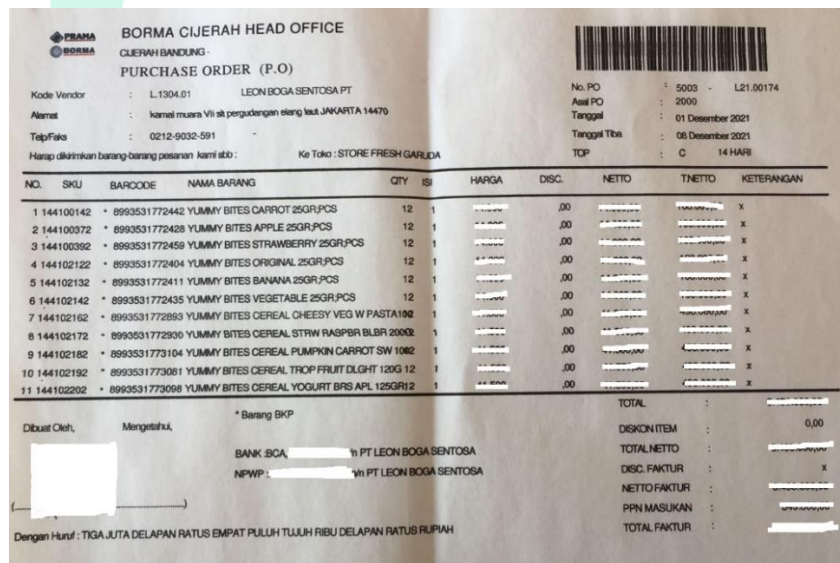 PRAMA
BORMA
BORMA CIJERAH HEAD OFFICE
CIJERAH BANDUNG -
PURCHASE ORDER (P.O)
Kode Vendor : L.1304.01 LEON BOGA SENTOSA PT
Alamat : kamal muara Vii slt pergudangan elang laut JAKARTA 14470
Telp/Faks : 0212-9032-591 -
Harap dikirimkan barang-barang pesanan kami sbb : Ke Toko : STORE FRESH GARUDA
No. PO : 5003 - L21.00174
Asal PO : 2000
Tanggal : 01 Desember 2021
Tanggal Tiba : 06 Desember 2021
TOP : C 14 HARI
NO. SKU BARCODE NAMA BARANG QTY ISI HARGA DISC. NETTO T.NETTO KETERANGAN
1 144100142 * 8993531772442 YUMMY BITES CARROT 25GR;PCS 12 1 ,00 x
2 144100372 * 8993531772428 YUMMY BITES APPLE 25GR;PCS 12 1 ,00 x
3 144100392 * 8993531772459 YUMMY BITES STRAWBERRY 25GR;PCS 12 1 ,00 x
4 144102122 * 8993531772404 YUMMY BITES ORIGINAL 25GR;PCS 12 1 ,00 x
5 144102132 * 8993531772411 YUMMY BITES BANANA 25GR;PCS 12 1 ,00 x
6 144102142 * 8993531772435 YUMMY BITES VEGETABLE 25GR;PCS 12 1 ,00 x
7 144102162 * 8993531772893 YUMMY BITES CEREAL CHEESY VEG W PASTA 1 ,00 x
8 144102172 * 8993531772930 YUMMY BITES CEREAL STRW RASPBR BLBR 1 ,00 x
9 144102182 * 8993531773104 YUMMY BITES CEREAL PUMPKIN CARROT SW 1 ,00 x
10 144102192 * 8993531773081 YUMMY BITES CEREAL TROP FRUIT DLGHT 120G 12 1 ,00 x
11 144102202 * 8993531773098 YUMMY BITES CEREAL YOGURT BRS APL 125GR12 1 ,00 x
* Barang BKP
Dibuat Oleh, Mengetahui,
BANK :BCA, /n PT LEON BOGA SENTOSA
NPWP : /n PT LEON BOGA SENTOSA
( )
TOTAL :
DISKON ITEM : 0,00
TOTAL NETTO :
DISC. FAKTUR : x
NETTO FAKTUR :
PPN MASUKAN :
TOTAL FAKTUR :
Dengan Huruf : TIGA JUTA DELAPAN RATUS EMPAT PULUH TUJUH RIBU DELAPAN RATUS RUPIAH